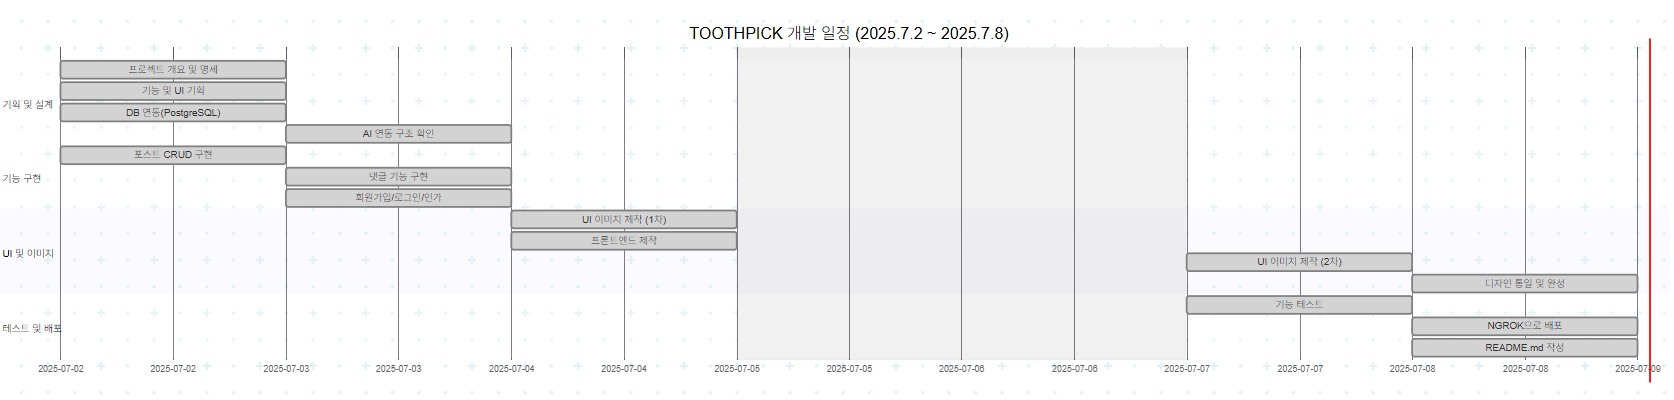 TOOTHPICK 개발 일정 (2025.7.2 ~ 2025.7.8)
프로젝트 개요 및 명세
기능 및 UI 기획
기획 및 설계
DB 연동(PostgreSQL)
AI 연동 구조 확인
포스트 CRUD 구현
기능 구현
댓글 기능 구현
회원가입/로그인/인가
UI 이미지 제작 (1차)
프론트엔드 제작
UI 및 이미지
UI 이미지 제작 (2차)
디자인 통일 및 완성
기능 테스트
테스트 및 배포
NGROK으로 배포
README.md 작성
2025-07-02 2025-07-02 2025-07-03 2025-07-03 2025-07-04 2025-07-04 2025-07-05 2025-07-05 2025-07-06 2025-07-06 2025-07-07 2025-07-07 2025-07-08 2025-07-08 2025-07-09